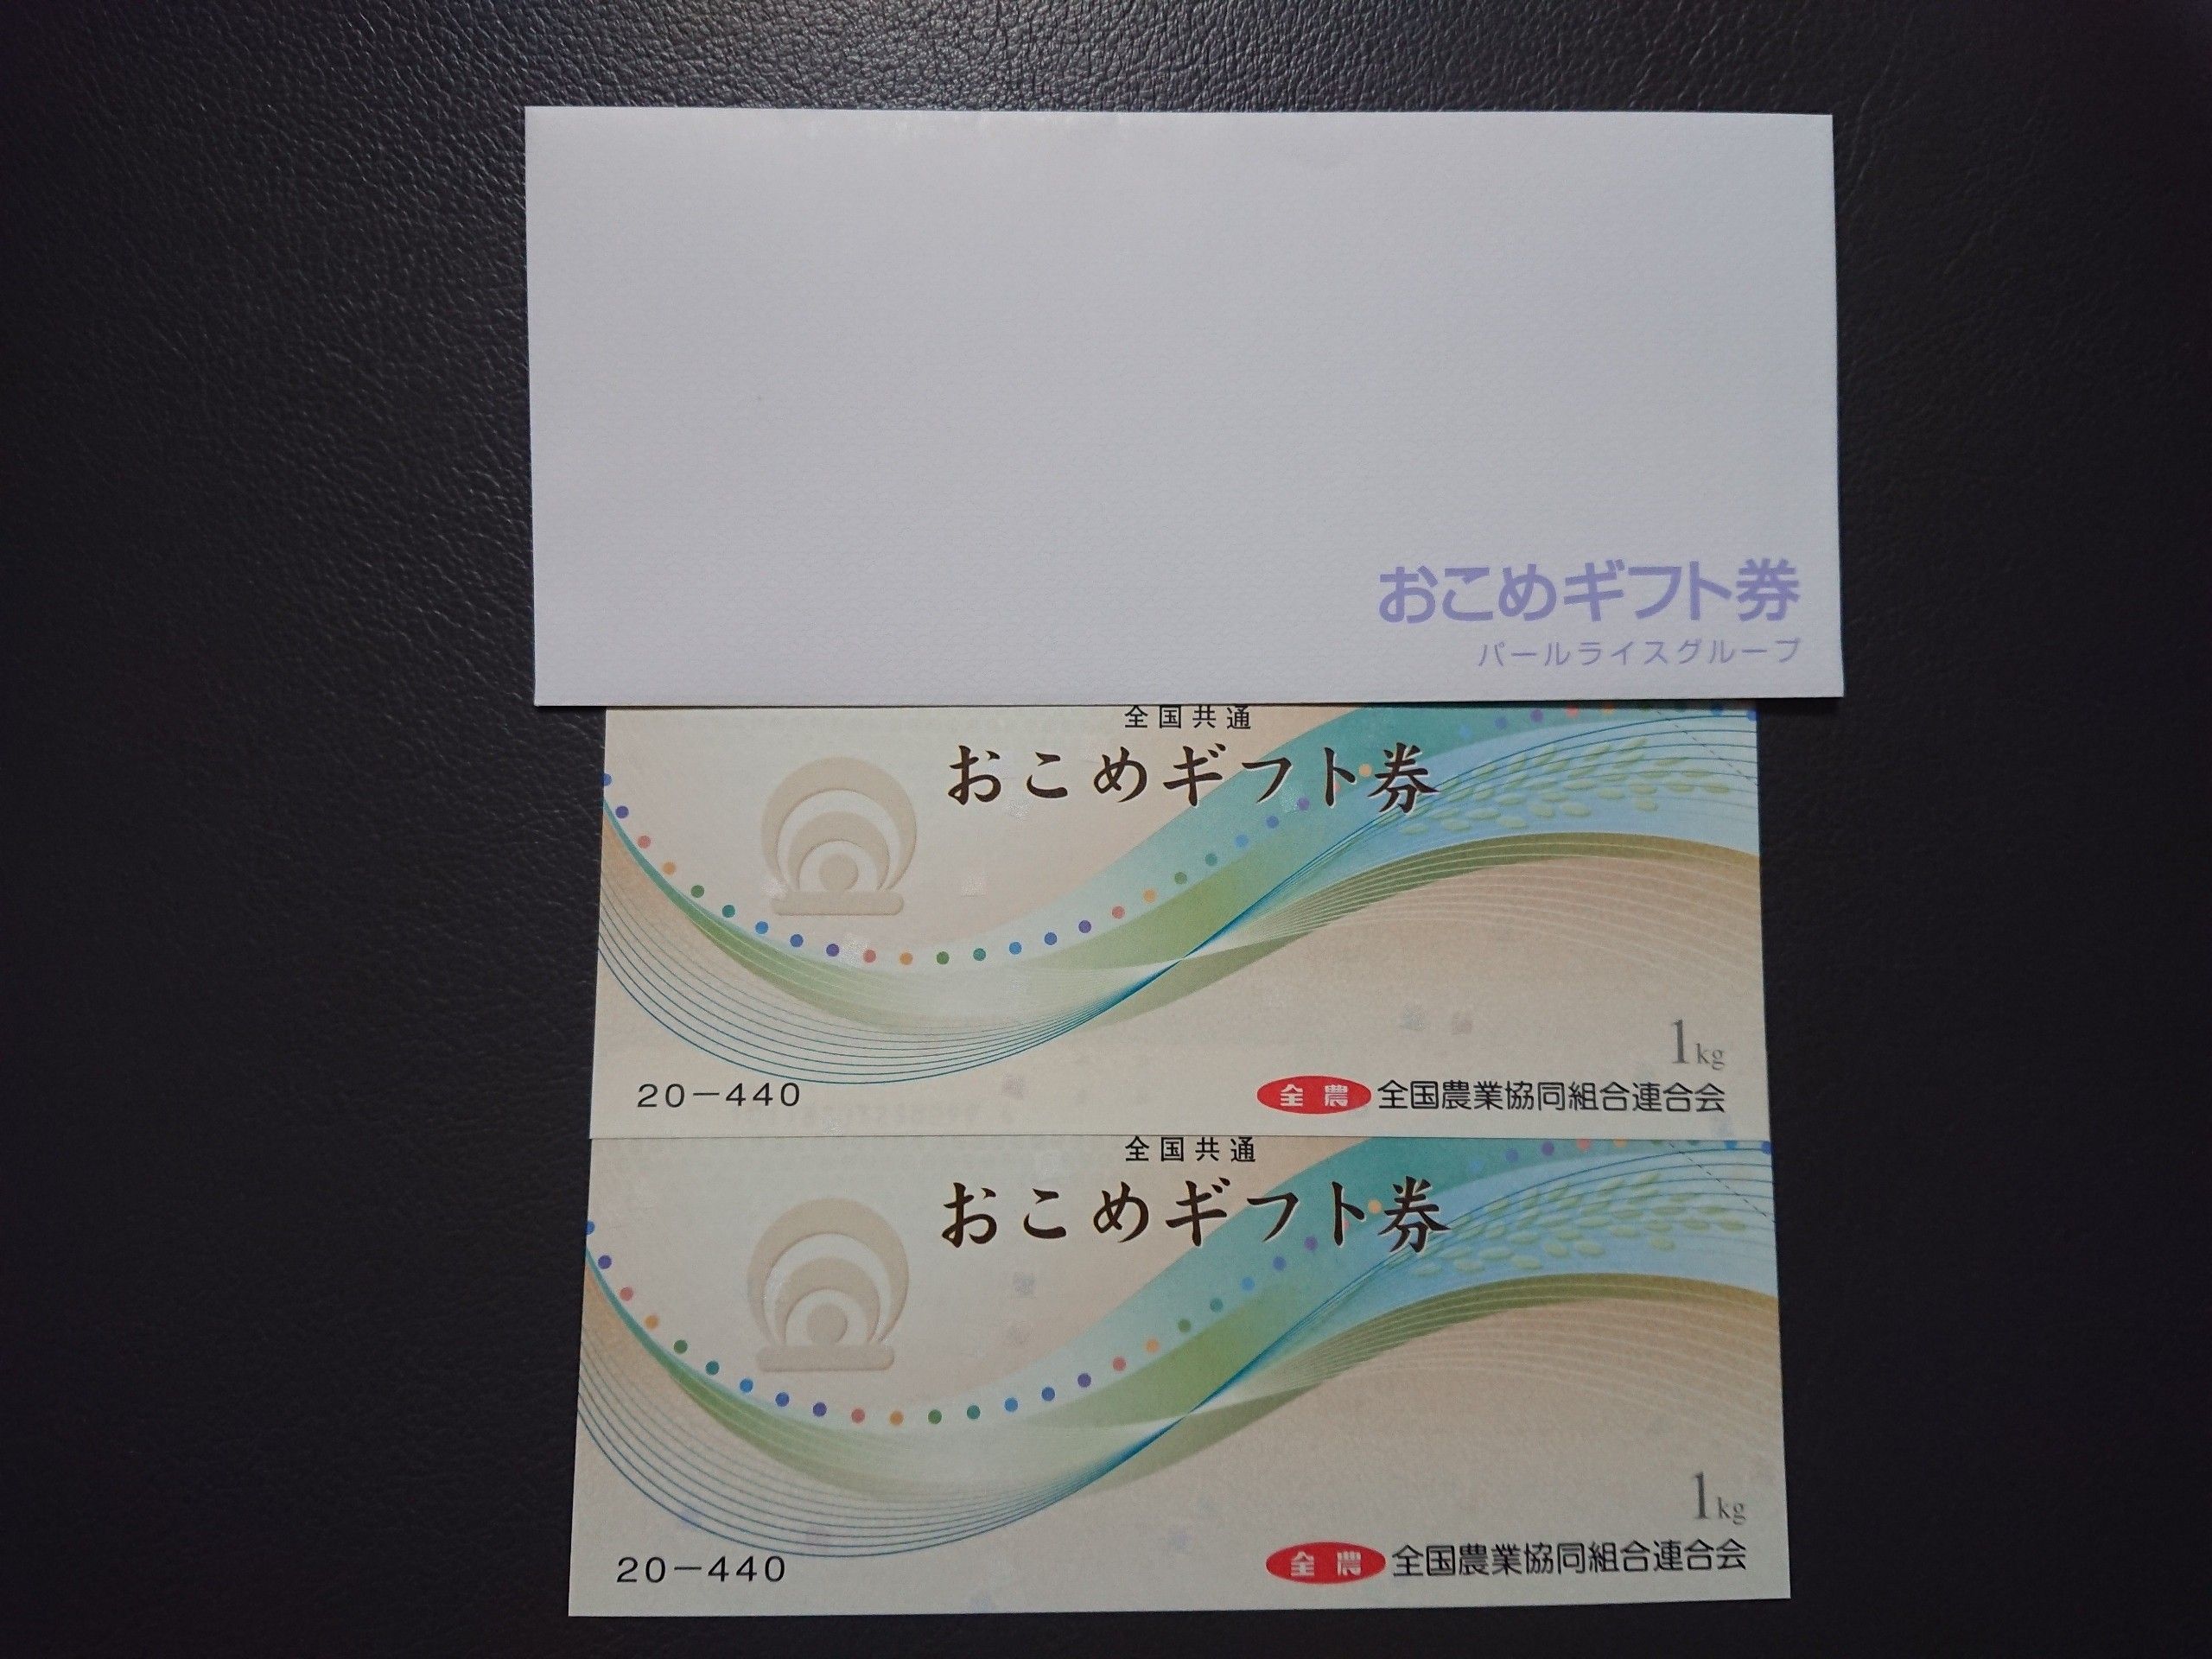 おこめギフト券
パールライスグループ
全国共通
おこめギフト券
1kg
20-440
全農 全国農業協同組合連合会
全国共通
おこめギフト券
1kg
20-440
全農 全国農業協同組合連合会